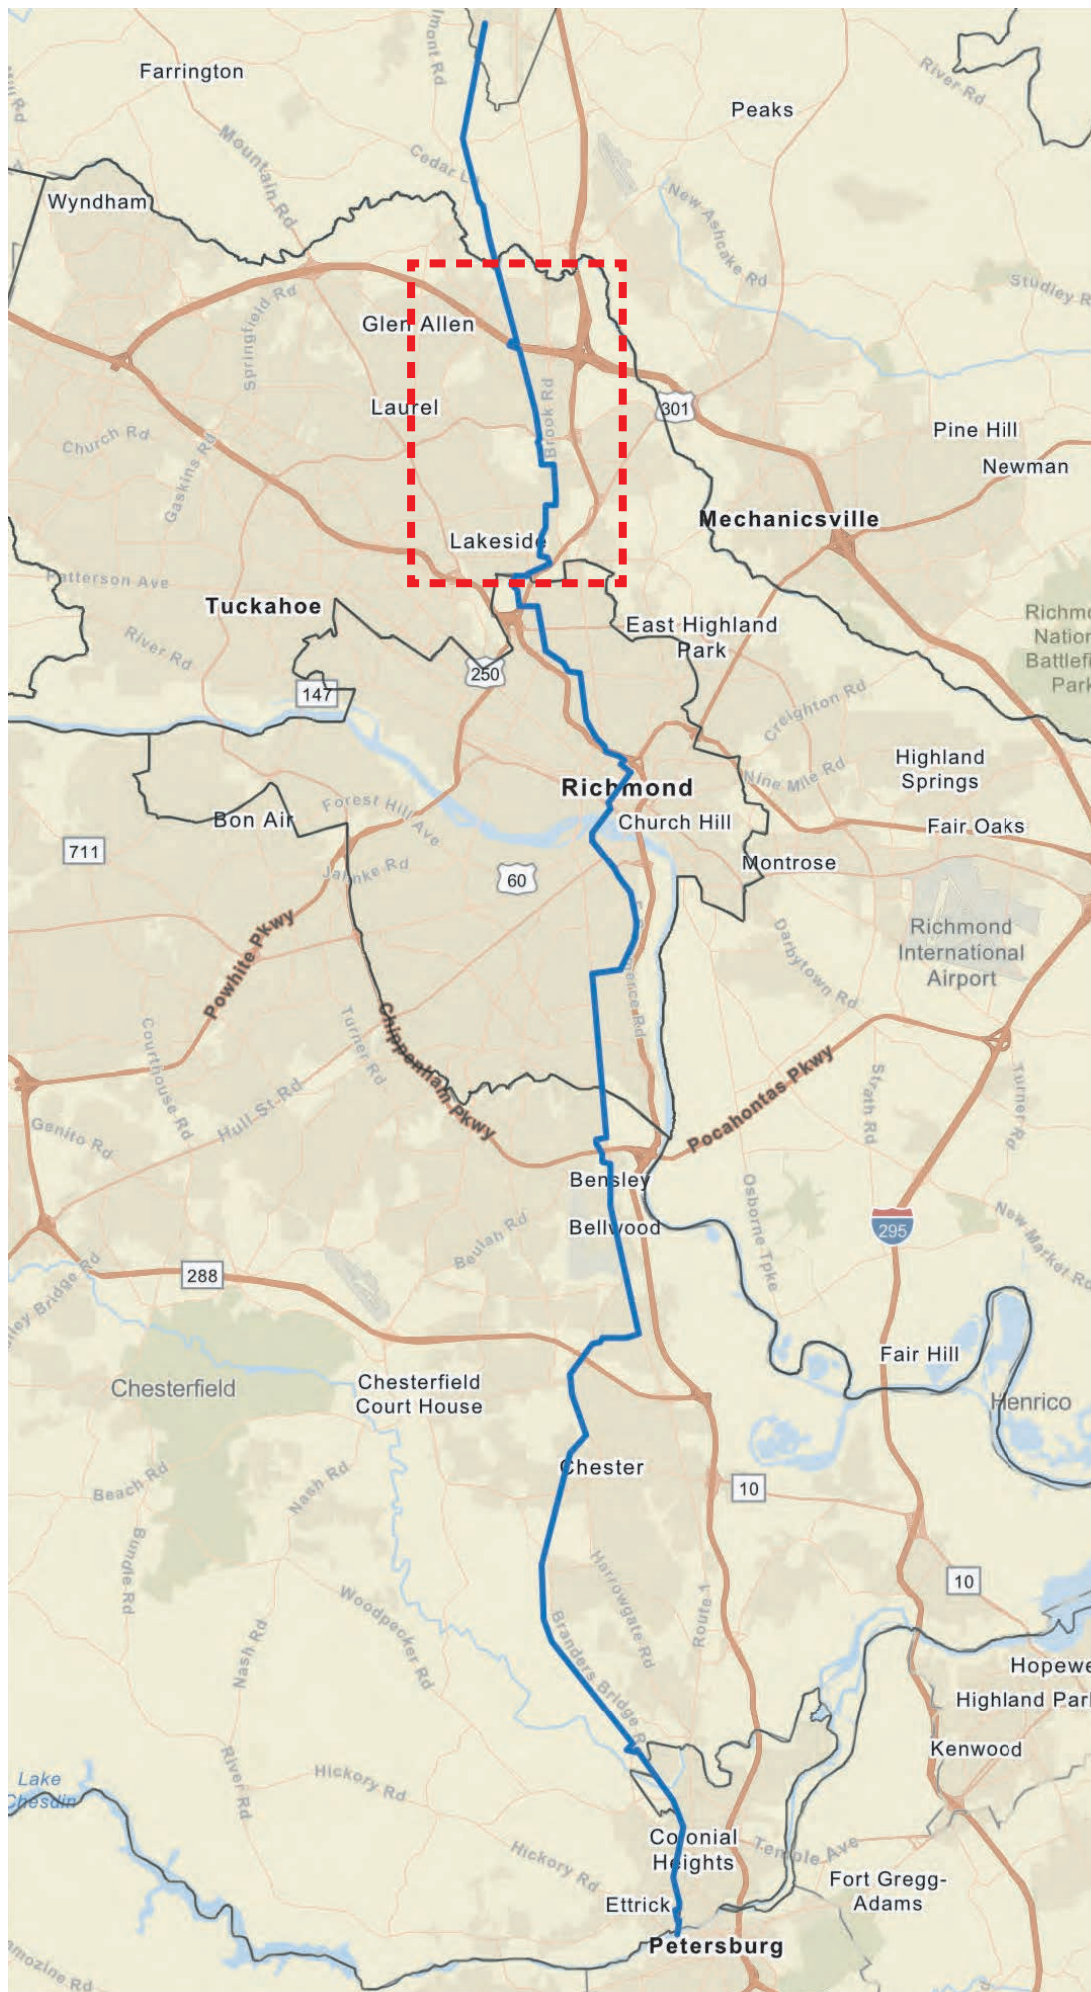 Farrington
River Rd
Peaks
Mountain Rd
Wyndham
New Ashcake Rd
Springfield Rd
Glen Allen
Laurel
Brook Rd
301
Church Rd
Gaskins Rd
Pine Hill
Newman
Lakeside
Mechanicsville
Patterson Ave
Tuckahoe
East Highland
Park
River Rd
250
147
Creighton Rd
Highland
Springs
Nine Mile Rd
Richmond
Forest Hill Ave
Bon Air
Church Hill
Fair Oaks
711
Jahnke Rd
60
Montrose
Richmond
International
Airport
Darbytown Rd
Powhite Pkwy
Courthouse Rd
Turner Rd
Chippenham Pkwy
Hull St Rd
Genito Rd
Pocahontas Pkwy
Strath Rd
Turner Rd
Bensley
Osborne Tpke
Bellwood
Beulah Rd
New Market Rd
295
288
Fair Hill
Chesterfield
Chesterfield
Court House
Henrico
Chester
Beach Rd
Nash Rd
10
Bundle Rd
Harrowgate Rd
Route 1
10
Woodpecker Rd
Nash Rd
Branders Bridge
Highland
Kenwood
Lake
Chesdin
River Rd
Hickory Rd
Colonial
Heights
Temple Ave
Hickory Rd
Fort Gregg-
Adams
Ettrick
Petersburg